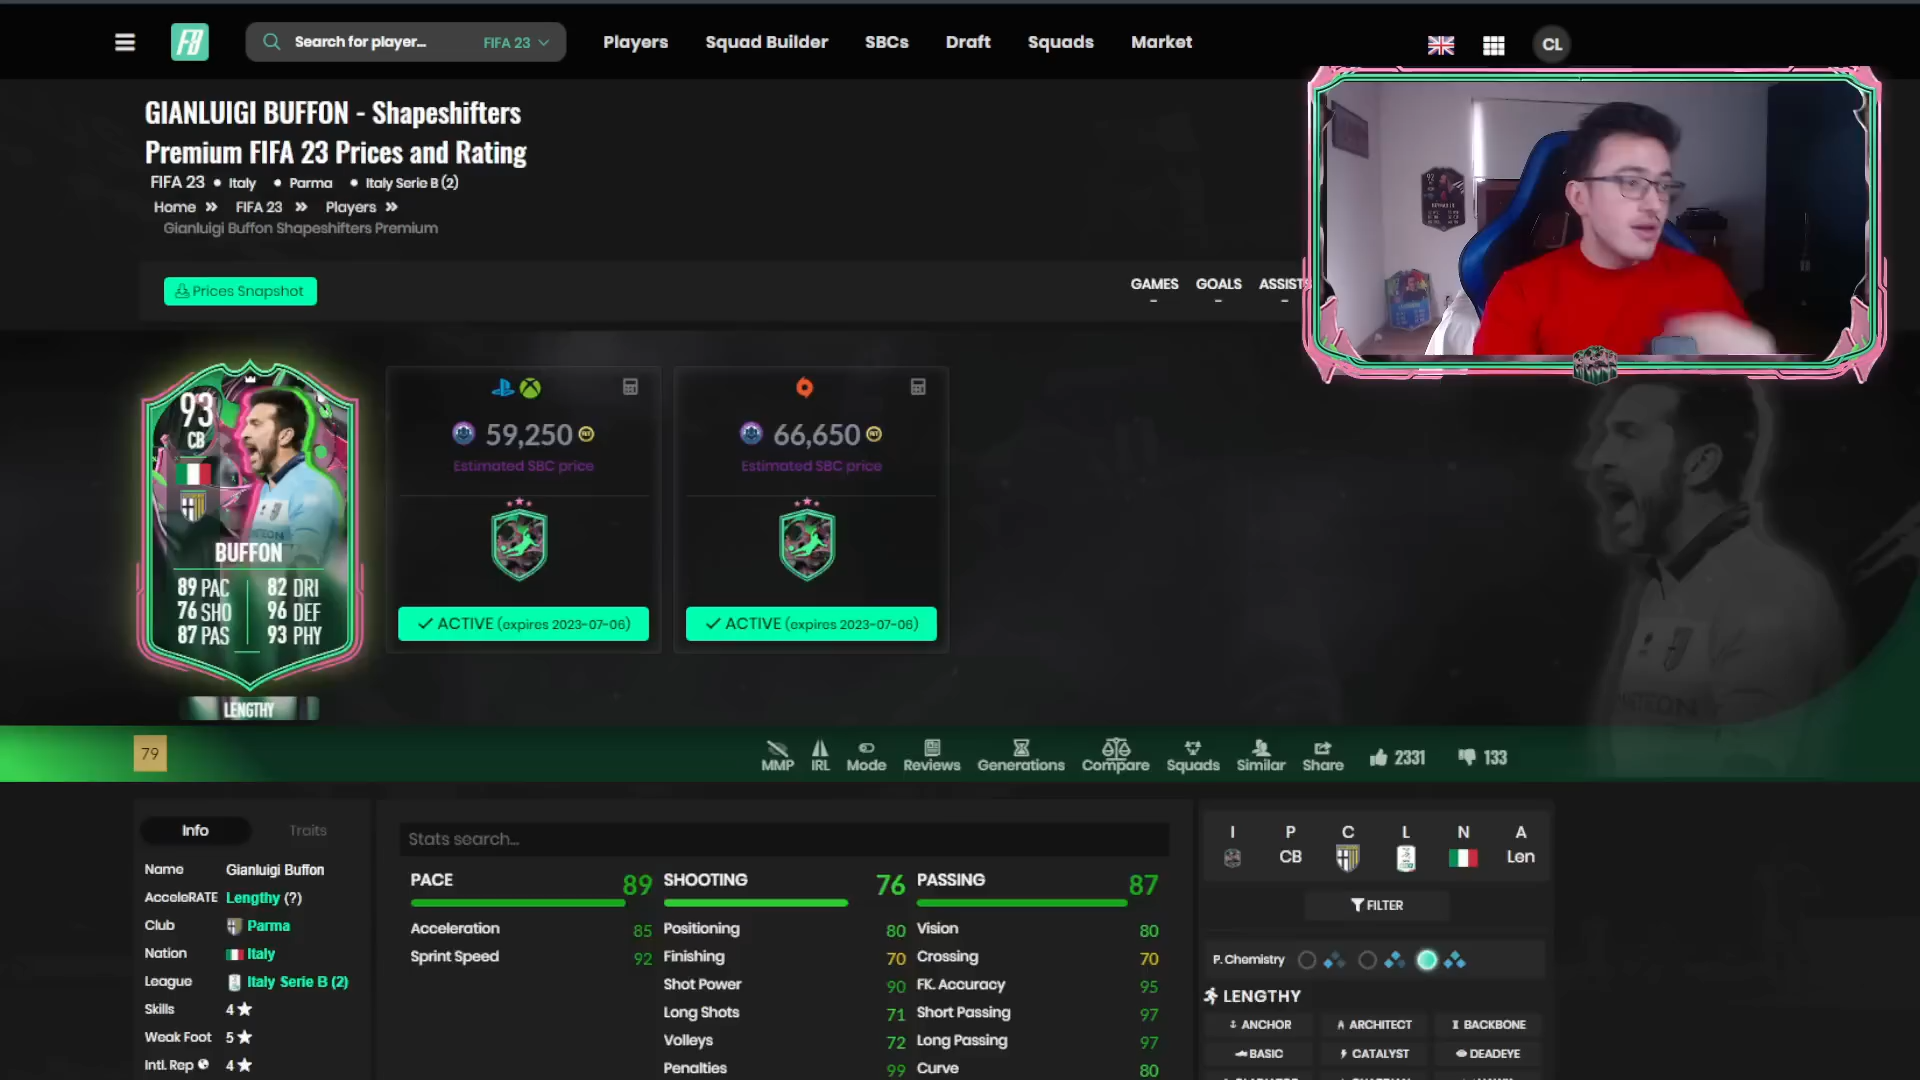 FB Search for player... FIFA 23 Players Squad Builder SBCs Draft Squads Market CL
GIANLUIGI BUFFON - Shapeshifters
Premium FIFA 23 Prices and Rating
FIFA 23 • Italy • Parma • Italy Serie B (2)
Home » FIFA 23 » Players »
Gianluigi Buffon Shapeshifters Premium
Prices Snapshot
GAMES GOALS ASSISTS
- - -
93
CB
BUFFON
89 PAC 82 DRI
76 SHO 96 DEF
87 PAS 93 PHY
LENGTHY
59,250
Estimated SBC price
ACTIVE (expires 2023-07-06)
66,650
Estimated SBC price
ACTIVE (expires 2023-07-06)
79
MMP IRL Mode Reviews Generations Compare Squads Similar Share 2331 133
Info Traits
Name Gianluigi Buffon
AcceleRATE Lengthy (?)
Club Parma
Nation Italy
League Italy Serie B (2)
Skills 4★
Weak Foot 5★
Intl. Rep 4★
Stats search...
PACE 89
Acceleration 85
Sprint Speed 92
SHOOTING 76
Positioning 80
Finishing 70
Shot Power 90
Long Shots 71
Volleys 72
Penalties 99
PASSING 87
Vision 80
Crossing 70
FK. Accuracy 95
Short Passing 97
Long Passing 97
Curve 80
I P C L N A
CB Len
FILTER
P. Chemistry
LENGTHY
ANCHOR ARCHITECT BACKBONE
BASIC CATALYST DEADEYE